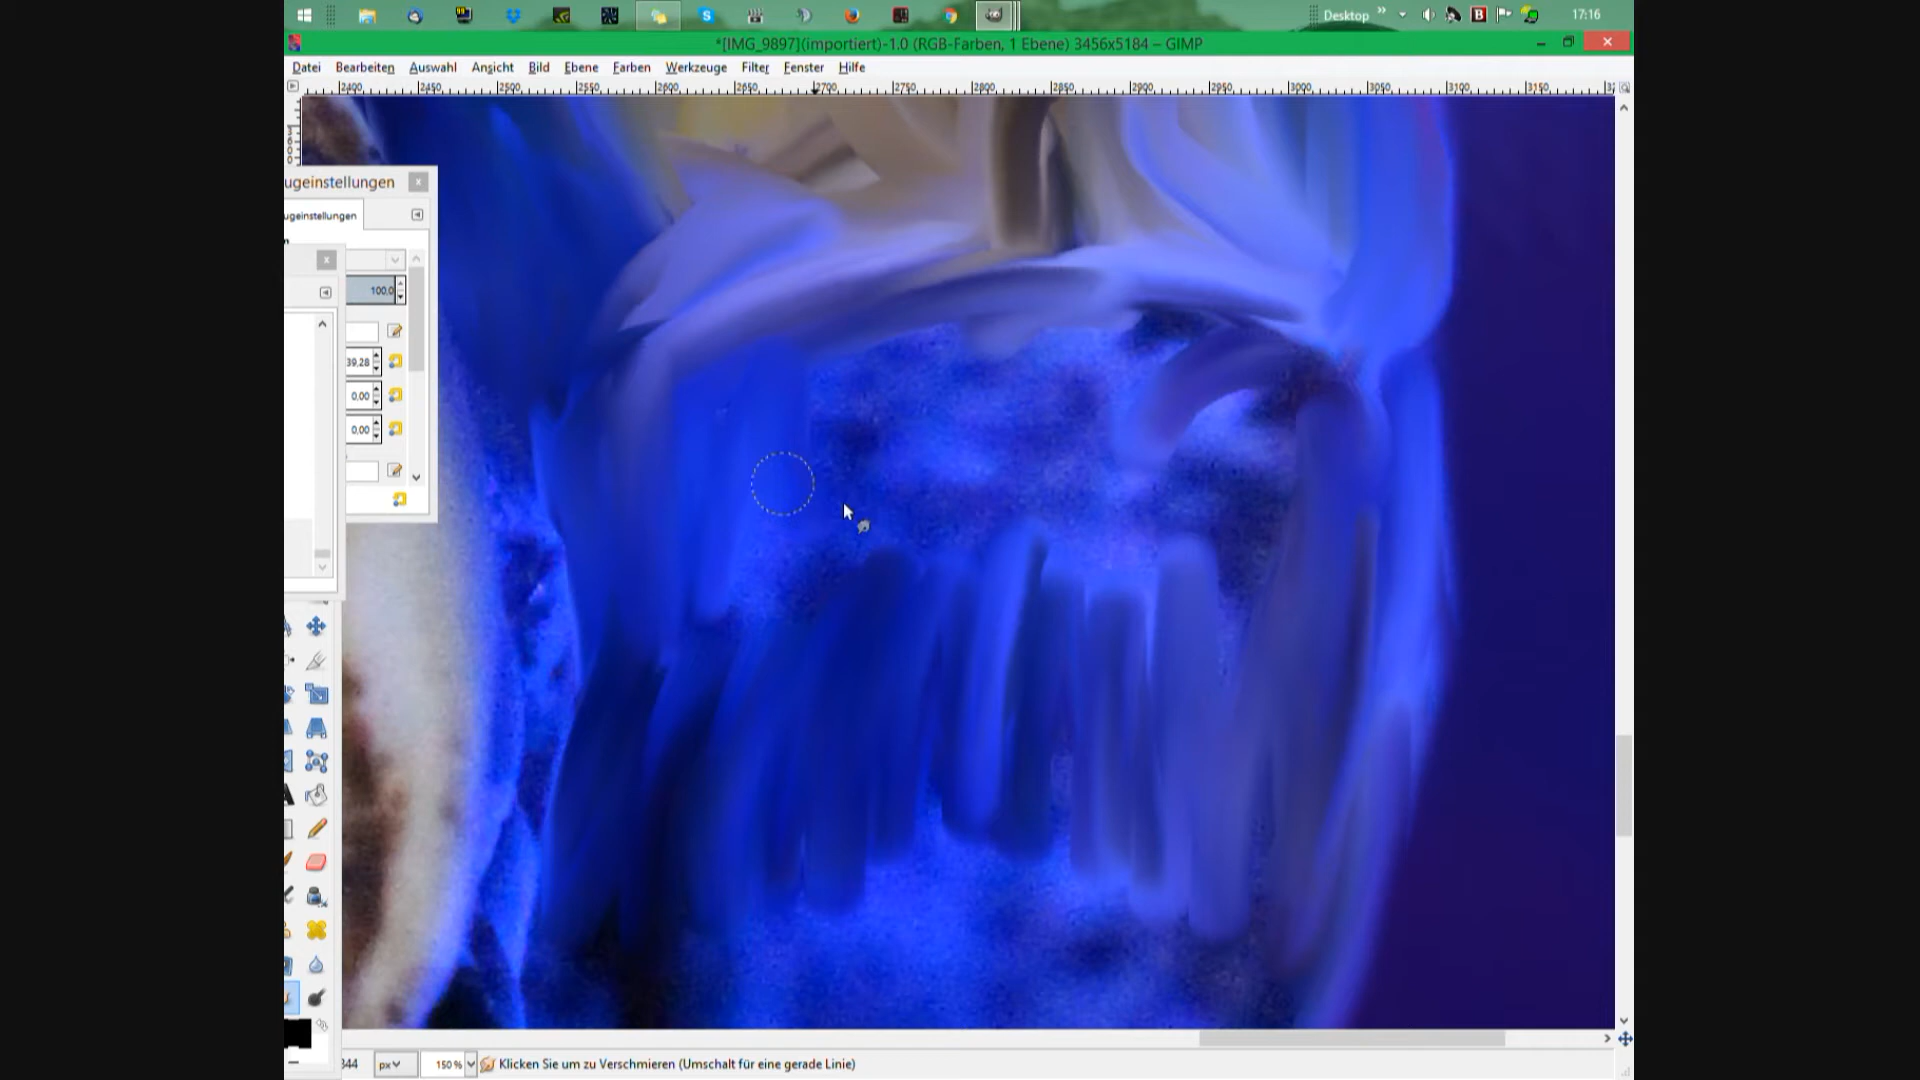 Desktop
17:16
*[IMG_9897](importiert)-1.0 (RGB-Farben, 1 Ebene) 3456x5184 – GIMP
Datei Bearbeiten Auswahl Ansicht Bild Ebene Farben Werkzeuge Filter Fenster Hilfe
2400 2450 2500 2550 2600 2650 2700 2750 2800 2850 2900 2950 3000 3050 3100 3150
ugeinstellungen
ugeinstellungen
100,0
39,28
0,00
0,00
344 px 150 % Klicken Sie um zu Verschmieren (Umschalt für eine gerade Linie)